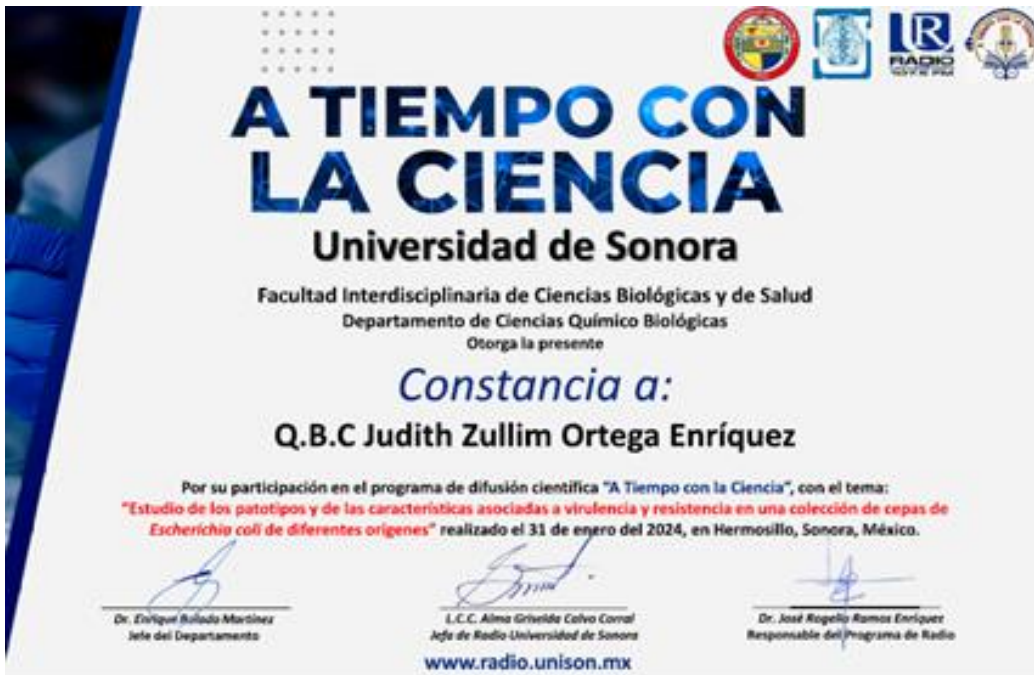 RADIO
107.5 FM
A TIEMPO CON
LA CIENCIA
Universidad de Sonora
Facultad Interdisciplinaria de Ciencias Biológicas y de Salud
Departamento de Ciencias Químico Biológicas
Otorga la presente
Constancia a:
Q.B.C Judith Zullim Ortega Enríquez
Por su participación en el programa de difusión científica "A Tiempo con la Ciencia", con el tema:
"Estudio de los patotipos y de las características asociadas a virulencia y resistencia en una colección de cepas de
Escherichia coli de diferentes orígenes" realizado el 31 de enero del 2024, en Hermosillo, Sonora, México.
Dr. Enrique Bolado Martínez
Jefe del Departamento
L.C.C. Alma Griselda Calvo Corral
Jefa de Radio Universidad de Sonora
Dr. José Rogelio Ramos Enríquez
Responsable del Programa de Radio
www.radio.unison.mx